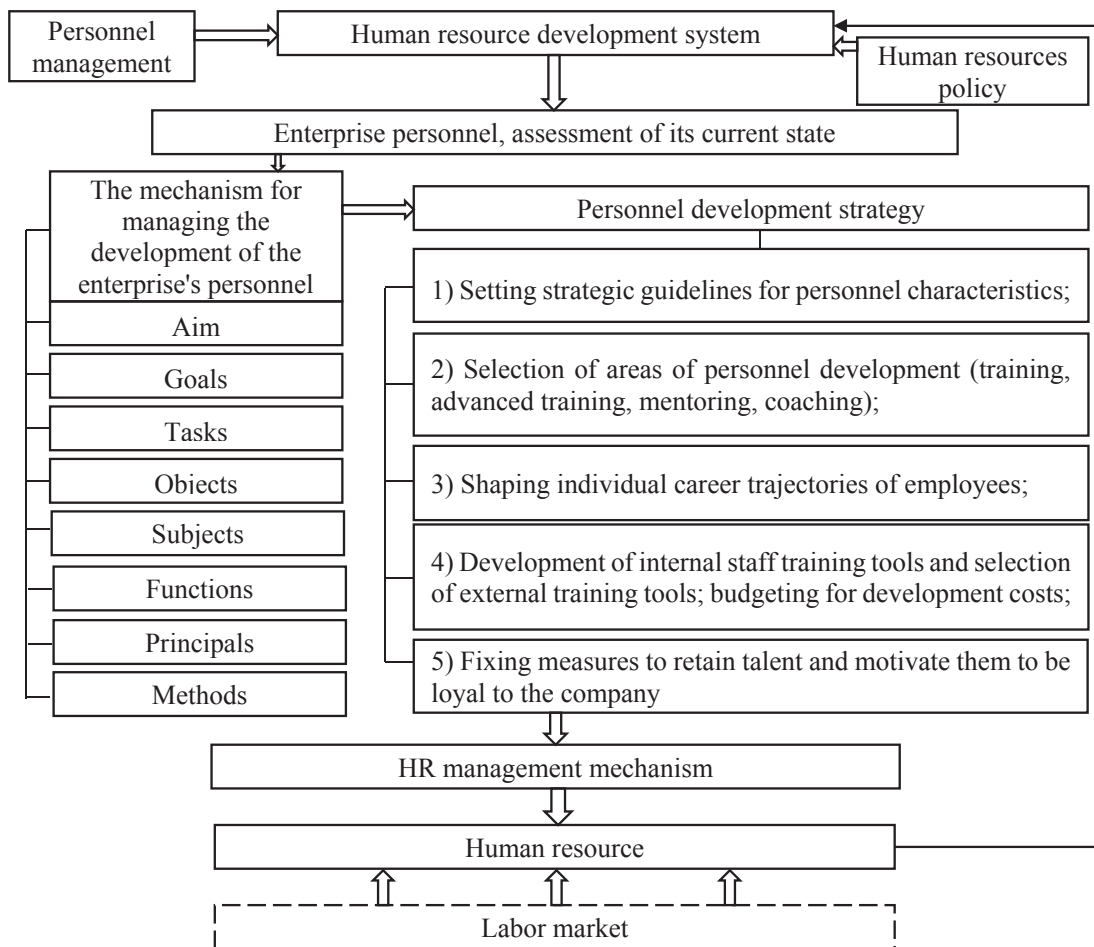 Personnel
management
Human resource development system
Human resources
policy
Enterprise personnel, assessment of its current state
The mechanism for
managing the
development of the
enterprise's personnel
Aim
Goals
Tasks
Objects
Subjects
Functions
Principals
Methods
Personnel development strategy
1) Setting strategic guidelines for personnel characteristics;
2) Selection of areas of personnel development (training,
advanced training, mentoring, coaching);
3) Shaping individual career trajectories of employees;
4) Development of internal staff training tools and selection
of external training tools; budgeting for development costs;
5) Fixing measures to retain talent and motivate them to be
loyal to the company
HR management mechanism
Human resource
Labor market